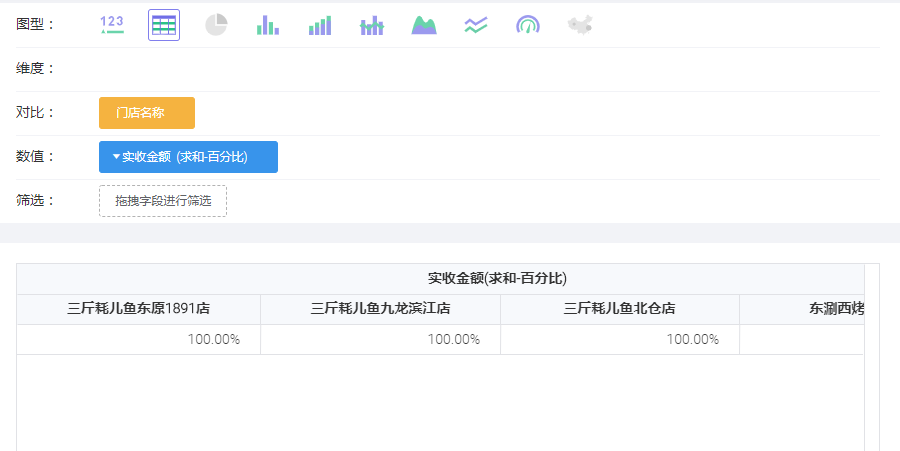 图型：
123
维度：
对比：
门店名称
数值：
实收金额 (求和-百分比)
筛选：
拖拽字段进行筛选
实收金额(求和-百分比)
三斤耗儿鱼东原1891店 三斤耗儿鱼九龙滨江店 三斤耗儿鱼北仓店 东涮西烤
100.00% 100.00% 100.00%